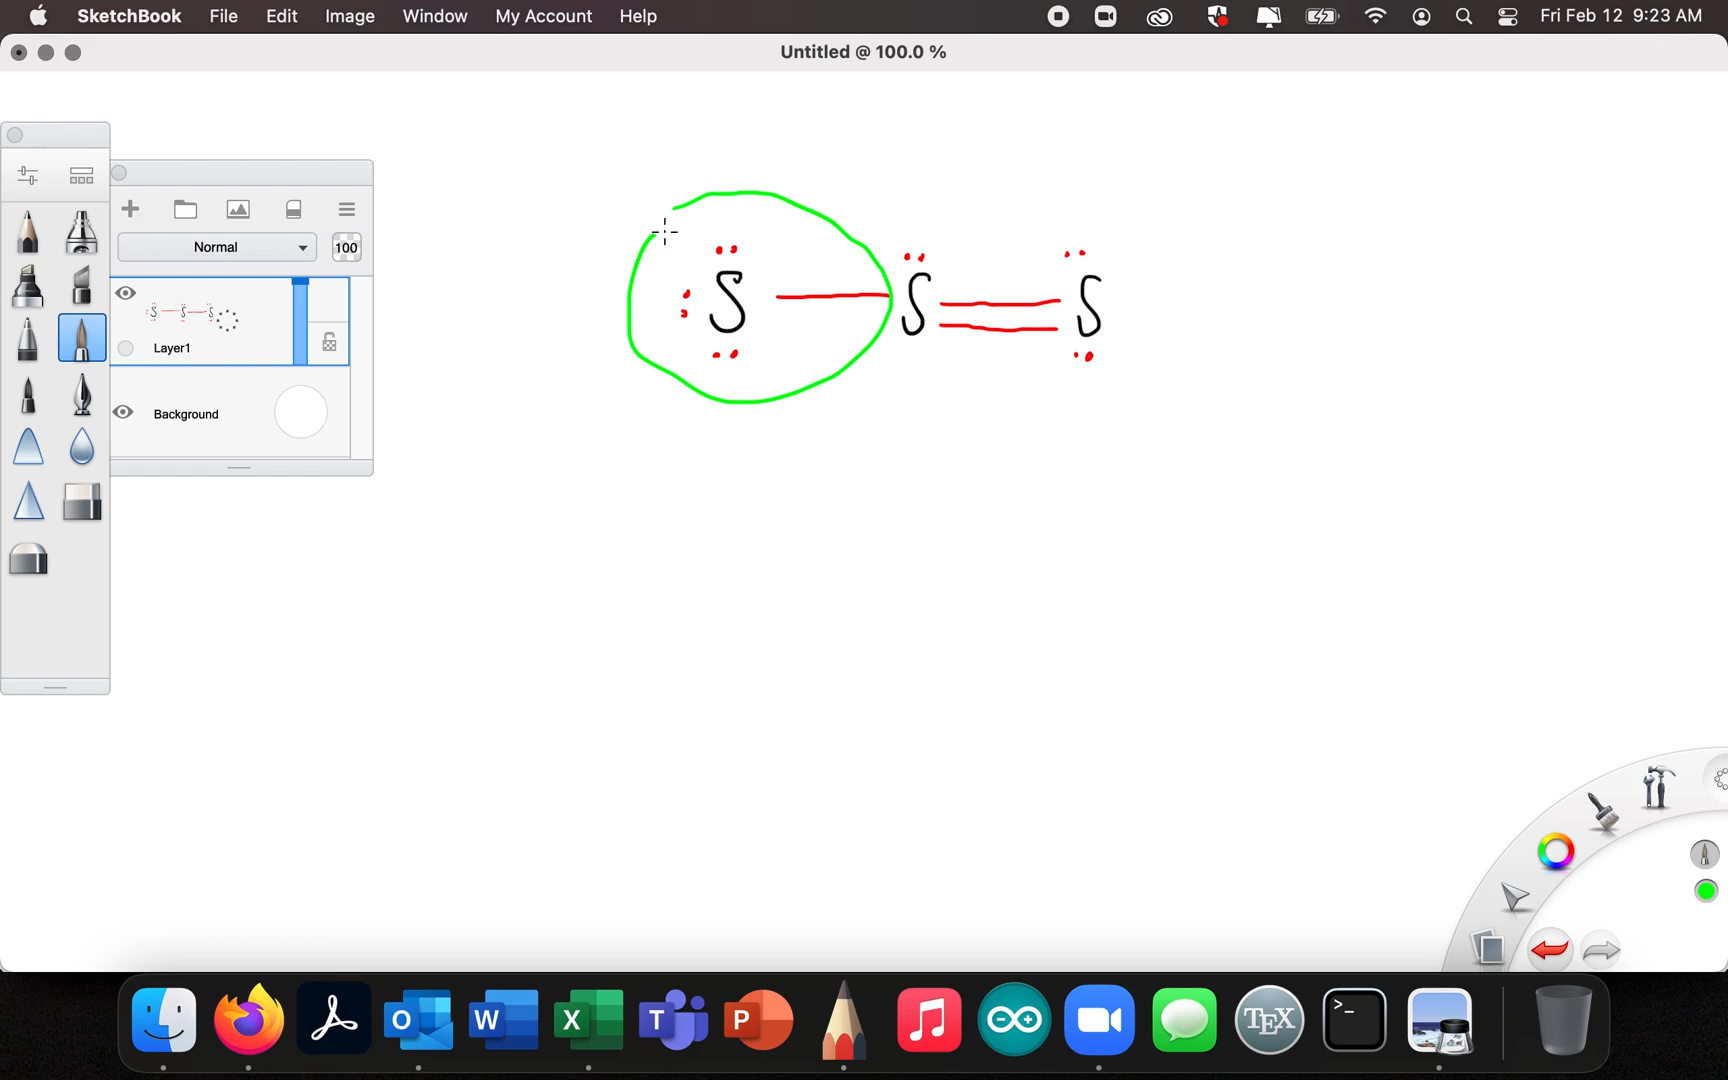 SketchBook File Edit Image Window My Account Help Fri Feb 12 9:23 AM
Untitled @ 100.0 %
Normal 100
S S S
Layer1
Background
S S S
O W X T P TEX >_